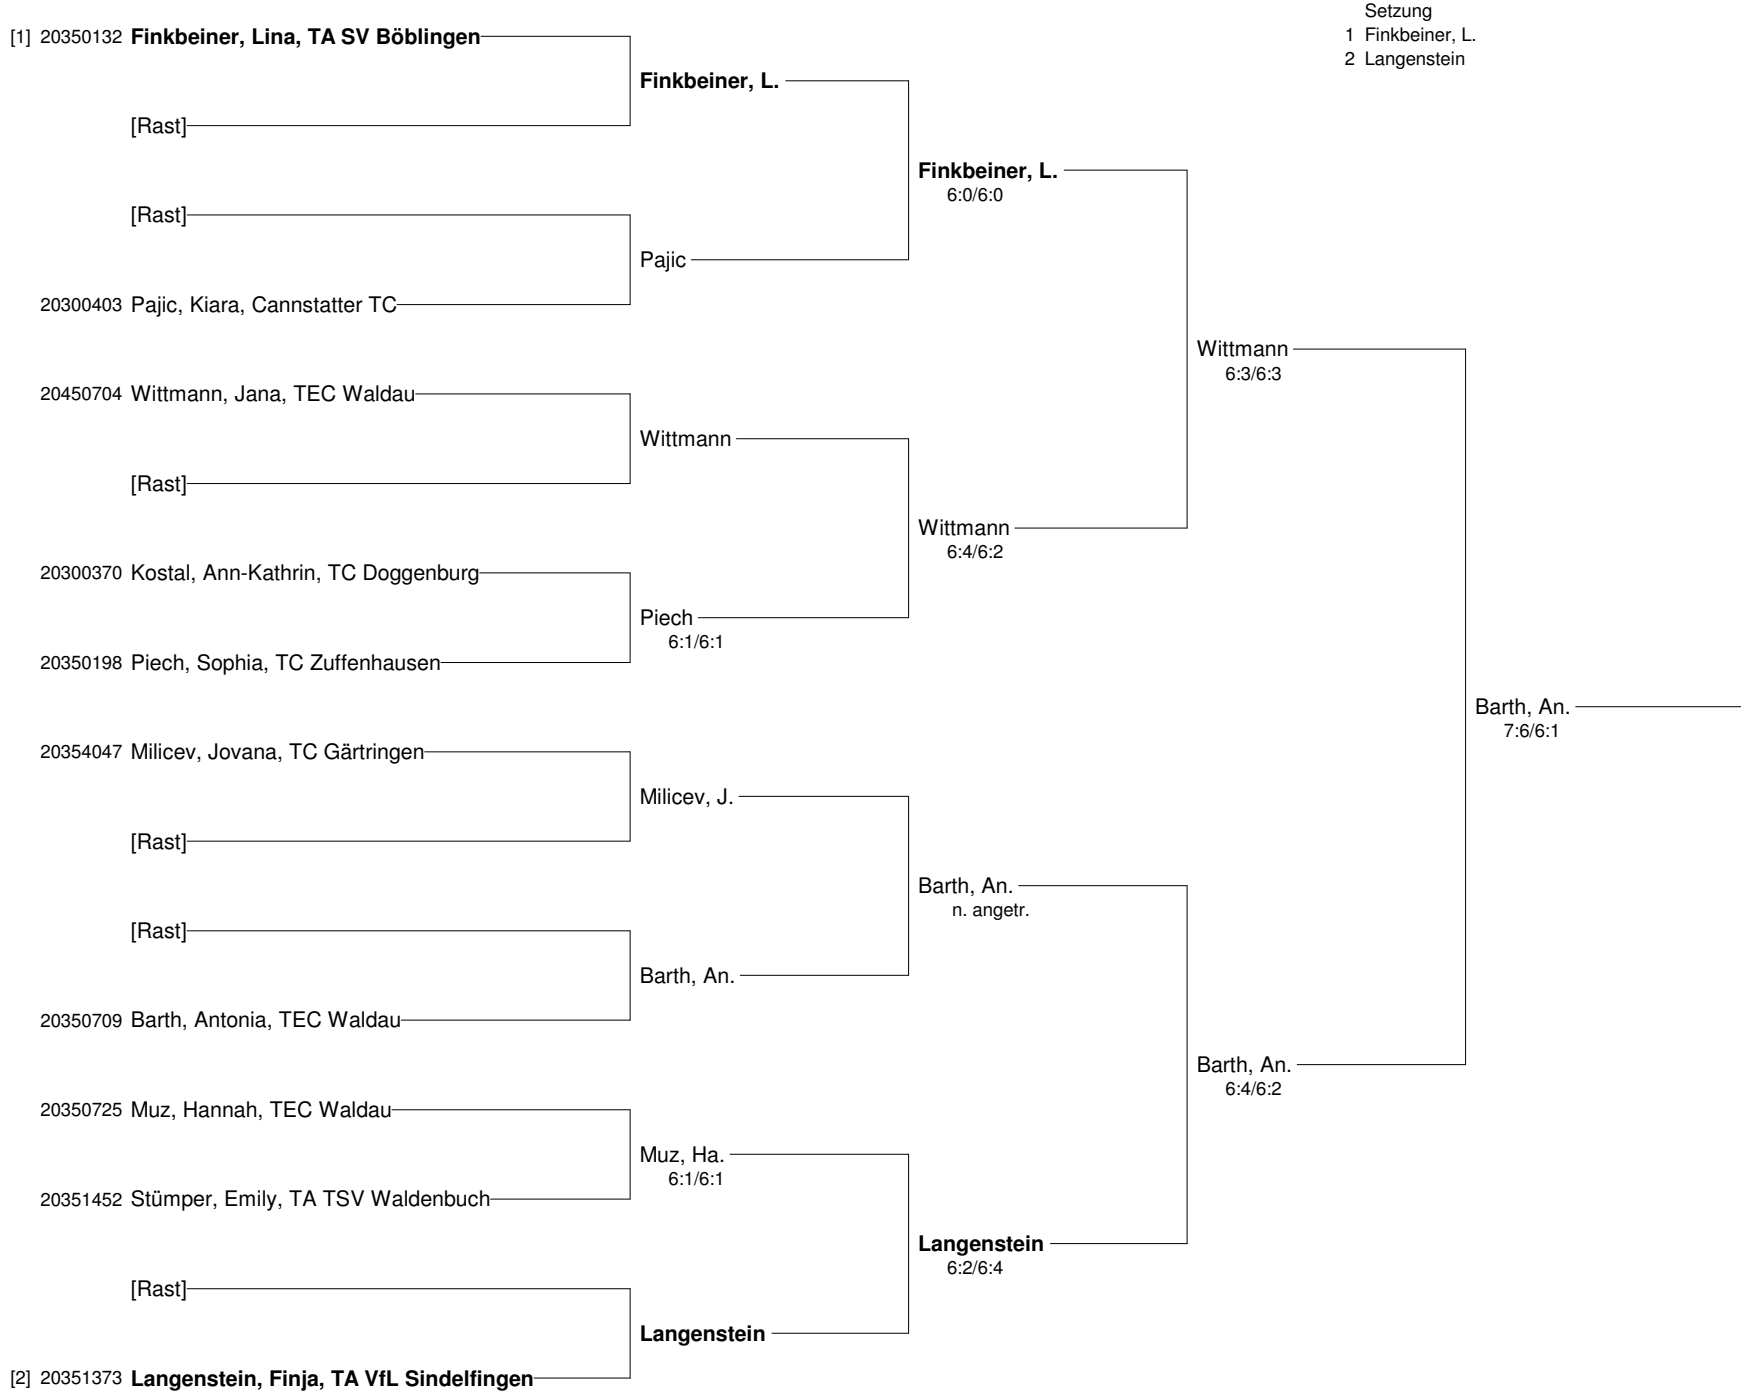 Setzung
1 Finkbeiner, L.
2 Langenstein
[1] 20350132 Finkbeiner, Lina, TA SV Böblingen
Finkbeiner, L.
[Rast]
Finkbeiner, L.
6:0/6:0
[Rast]
Pajic
20300403 Pajic, Kiara, Cannstatter TC
Wittmann
6:3/6:3
20450704 Wittmann, Jana, TEC Waldau
Wittmann
[Rast]
Wittmann
6:4/6:2
20300370 Kostal, Ann-Kathrin, TC Doggenburg
Piech
6:1/6:1
20350198 Piech, Sophia, TC Zuffenhausen
Barth, An.
7:6/6:1
20354047 Milicev, Jovana, TC Gärtringen
Milicev, J.
[Rast]
Barth, An.
n. angetr.
[Rast]
Barth, An.
20350709 Barth, Antonia, TEC Waldau
Barth, An.
6:4/6:2
20350725 Muz, Hannah, TEC Waldau
Muz, Ha.
6:1/6:1
20351452 Stümper, Emily, TA TSV Waldenbuch
Langenstein
6:2/6:4
[Rast]
Langenstein
[2] 20351373 Langenstein, Finja, TA VfL Sindelfingen